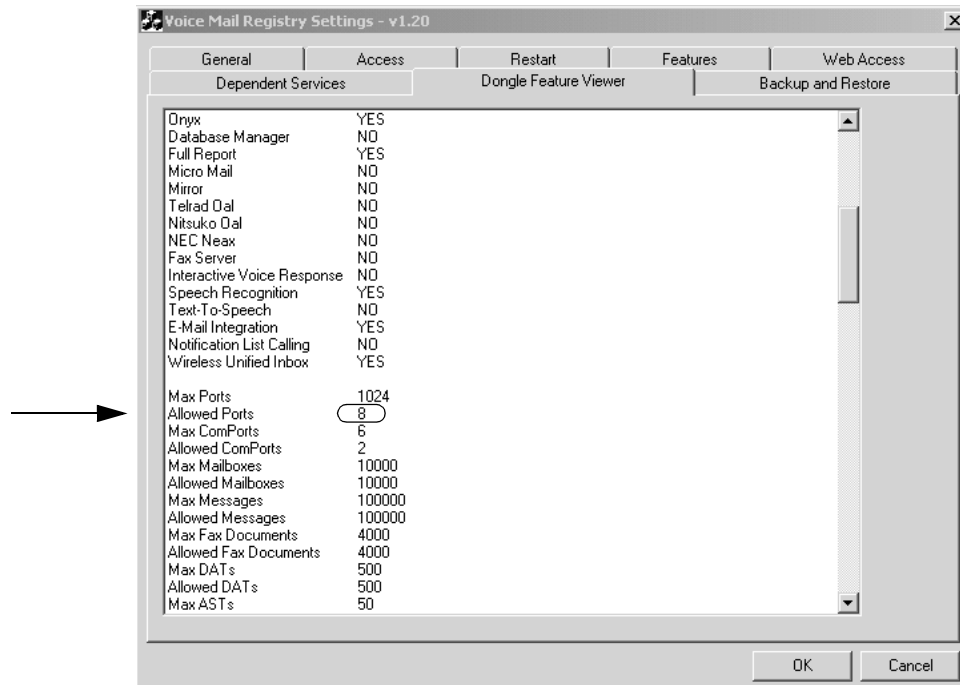 Voice Mail Registry Settings - v1.20
General Access Restart Features Web Access
Dependent Services Dongle Feature Viewer Backup and Restore
Onyx YES
Database Manager NO
Full Report YES
Micro Mail NO
Mirror NO
Telrad Oal NO
Nitsuko Oal NO
NEC Neax NO
Fax Server NO
Interactive Voice Response NO
Speech Recognition YES
Text-To-Speech NO
E-Mail Integration YES
Notification List Calling NO
Wireless Unified Inbox YES
Max Ports 1024
Allowed Ports 8
Max ComPorts 6
Allowed ComPorts 2
Max Mailboxes 10000
Allowed Mailboxes 10000
Max Messages 100000
Allowed Messages 100000
Max Fax Documents 4000
Allowed Fax Documents 4000
Max DATs 500
Allowed DATs 500
Max ASTs 50
OK Cancel